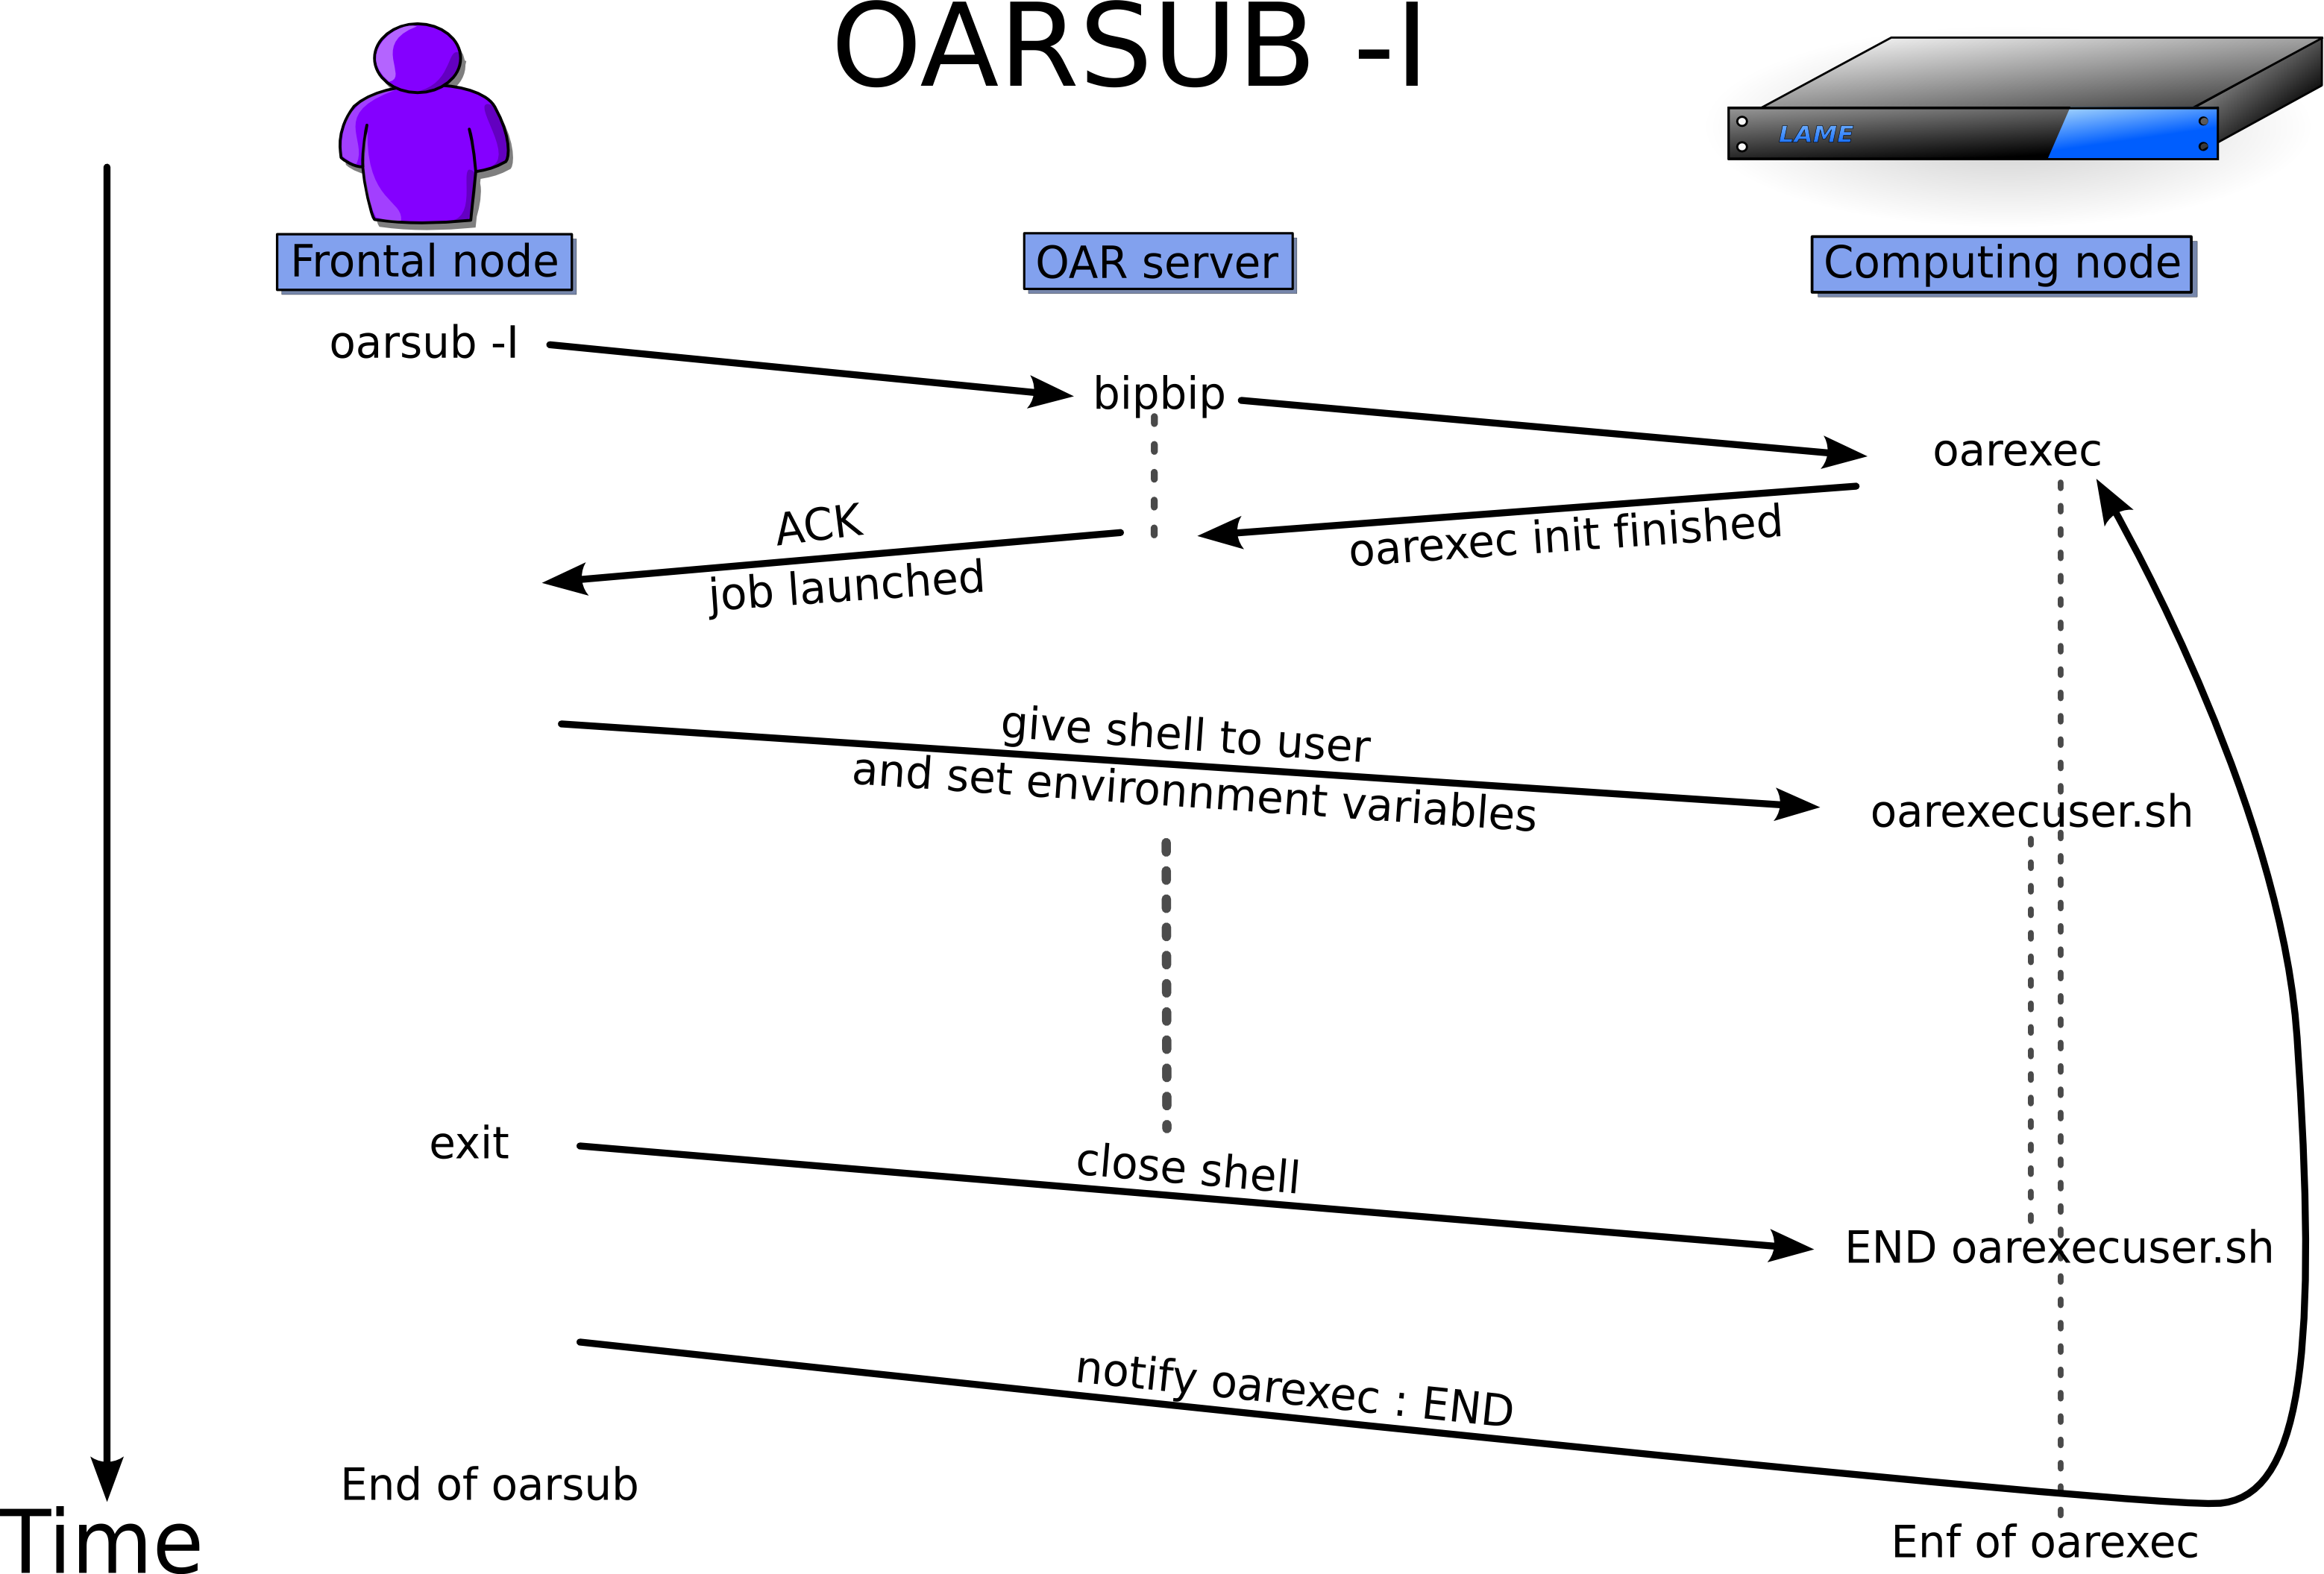 OARSUB -I
LAME
Frontal node
OAR server
Computing node
oarsub -I
bipbip
oarexec
ACK
job launched
oarexec init finished
give shell to user
and set environnment variables
oarexecuser.sh
exit
close shell
END oarexecuser.sh
notify oarexec : END
End of oarsub
Enf of oarexec
Time